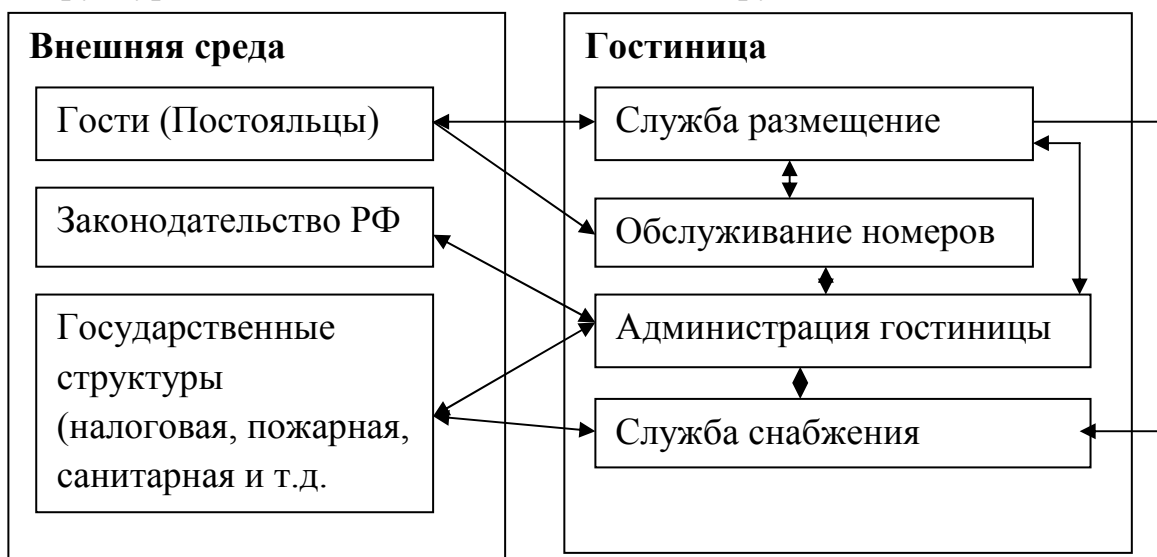 Внешняя среда
Гости (Постояльцы)
Законодательство РФ
Государственные
структуры
(налоговая, пожарная,
санитарная и т.д.
Гостиница
Служба размещение
Обслуживание номеров
Администрация гостиницы
Служба снабжения